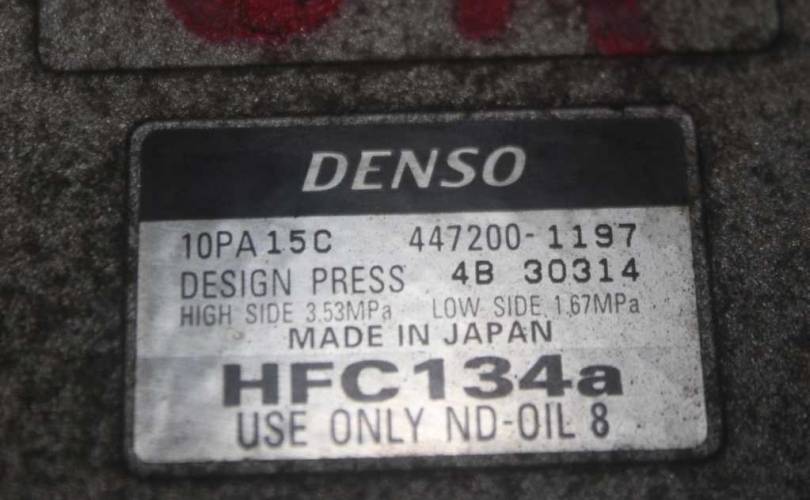 DENSO
10PA15C 447200-1197
DESIGN PRESS 4B 30314
HIGH SIDE 3.53MPa LOW SIDE 1.67MPa
MADE IN JAPAN
HFC134a
USE ONLY ND-OIL 8